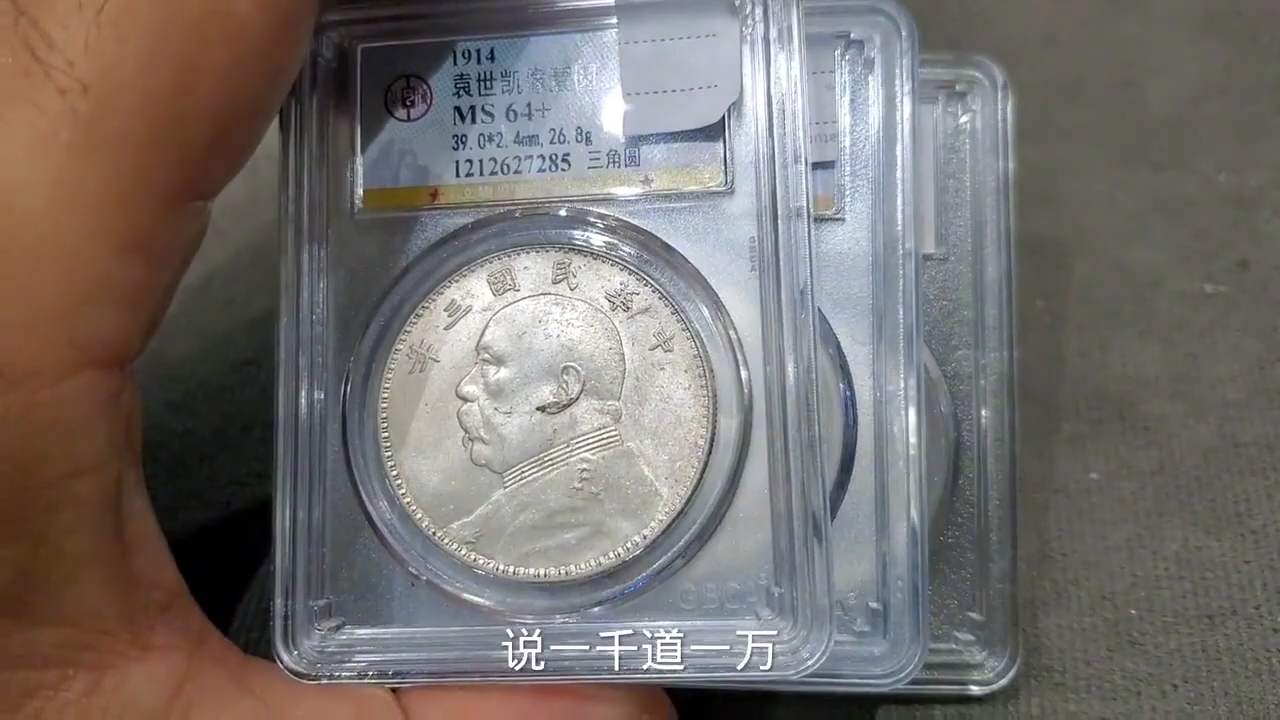 1914
袁世凯像壹圆
MS 64+
39.0*2.4mm, 26.8g
1212627285 三角圆
中華民國三年
GBCA
说一千道一万